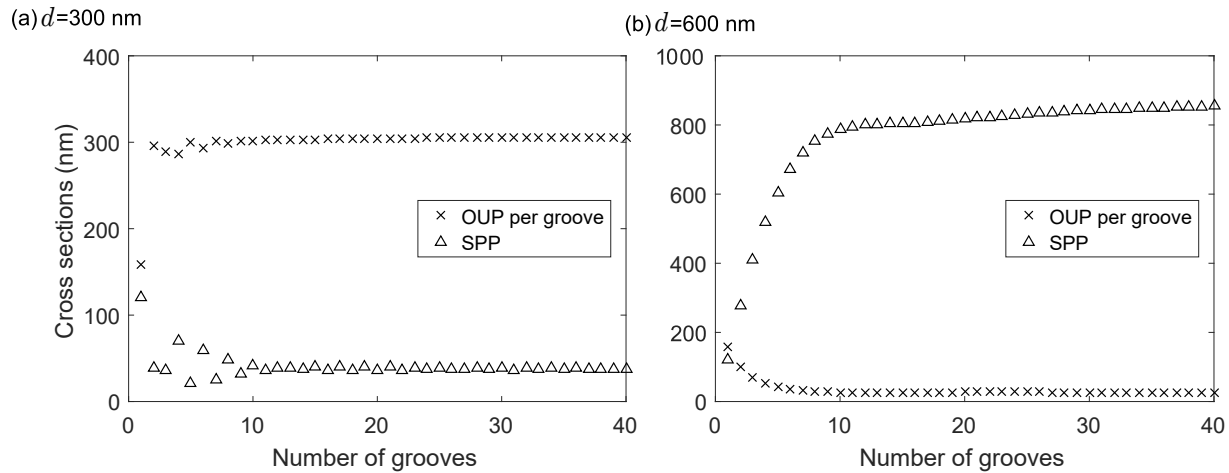 (a) d=300 nm
400
300
200
100
0
0 10 20 30 40
Cross sections (nm)
Number of grooves
OUP per groove
SPP
(b) d=600 nm
1000
800
600
400
200
0
0 10 20 30 40
Number of grooves
OUP per groove
SPP